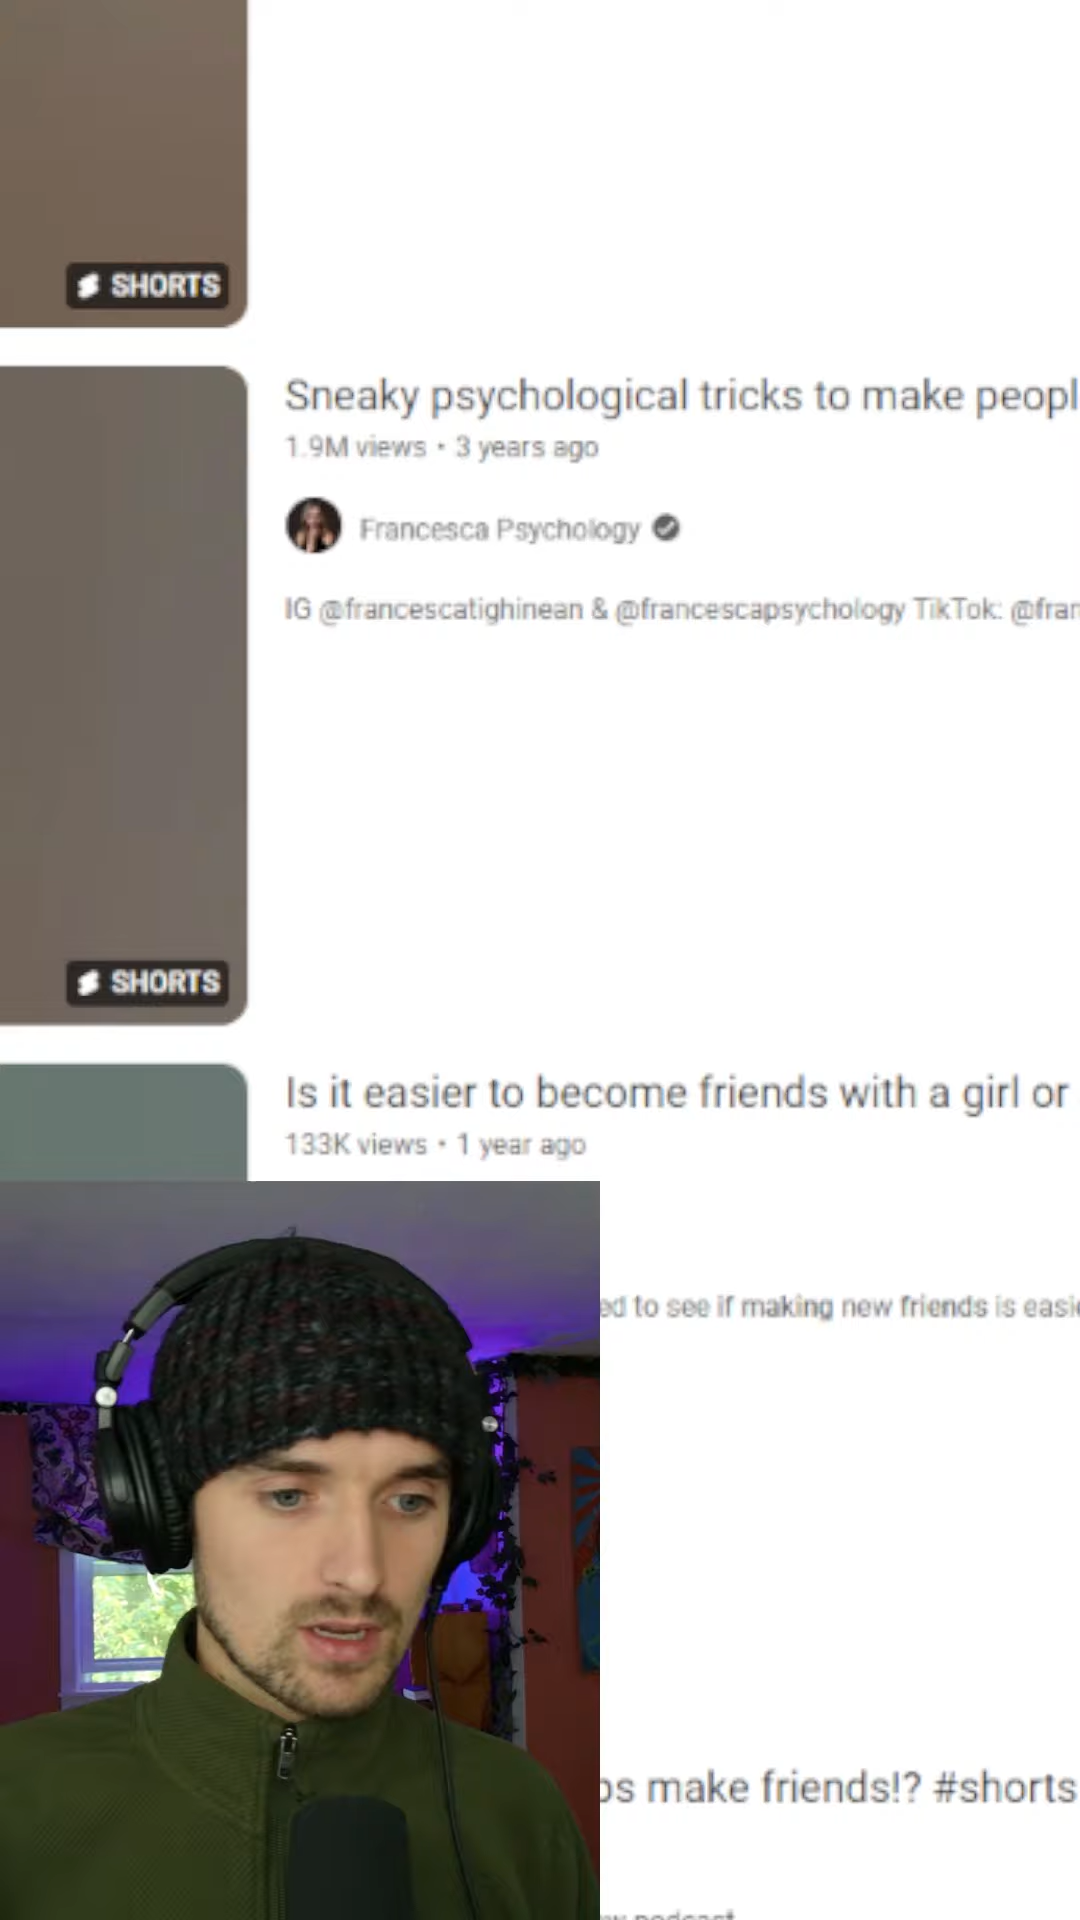 SHORTS
Sneaky psychological tricks to make peopl
1.9M views • 3 years ago
Francesca Psychology
IG @francescatighinean & @francescapsychology TikTok: @fran
SHORTS
Is it easier to become friends with a girl or
133K views • 1 year ago
ed to see if making new friends is easie
os make friends!? #shorts
podcast